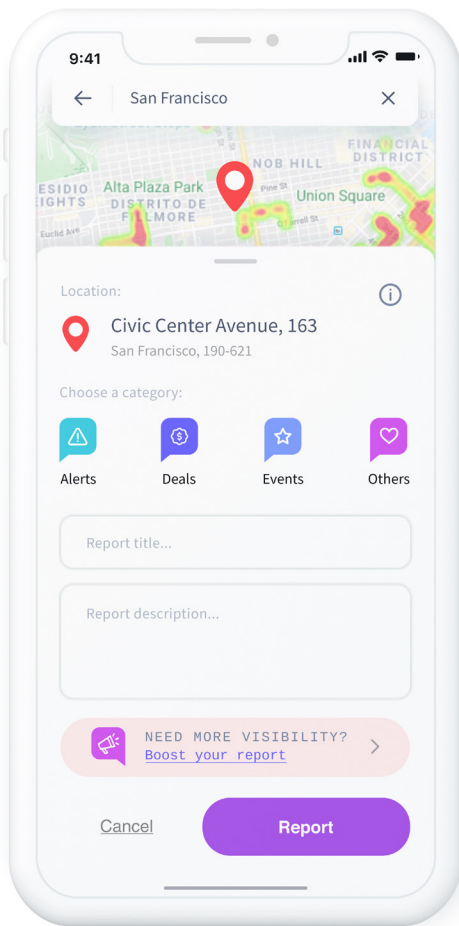 9:41
San Francisco
FINANCIAL
DISTRICT
NOB HILL
ESIDIO
EIGHTS
Alta Plaza Park
DISTRITO DE
FILLMORE
Pine St
Union Square
Euclid Ave
Location:
Civic Center Avenue, 163
San Francisco, 190-621
Choose a category:
Alerts
Deals
Events
Others
Report title...
Report description...
NEED MORE VISIBILITY?
Boost your report
Cancel
Report